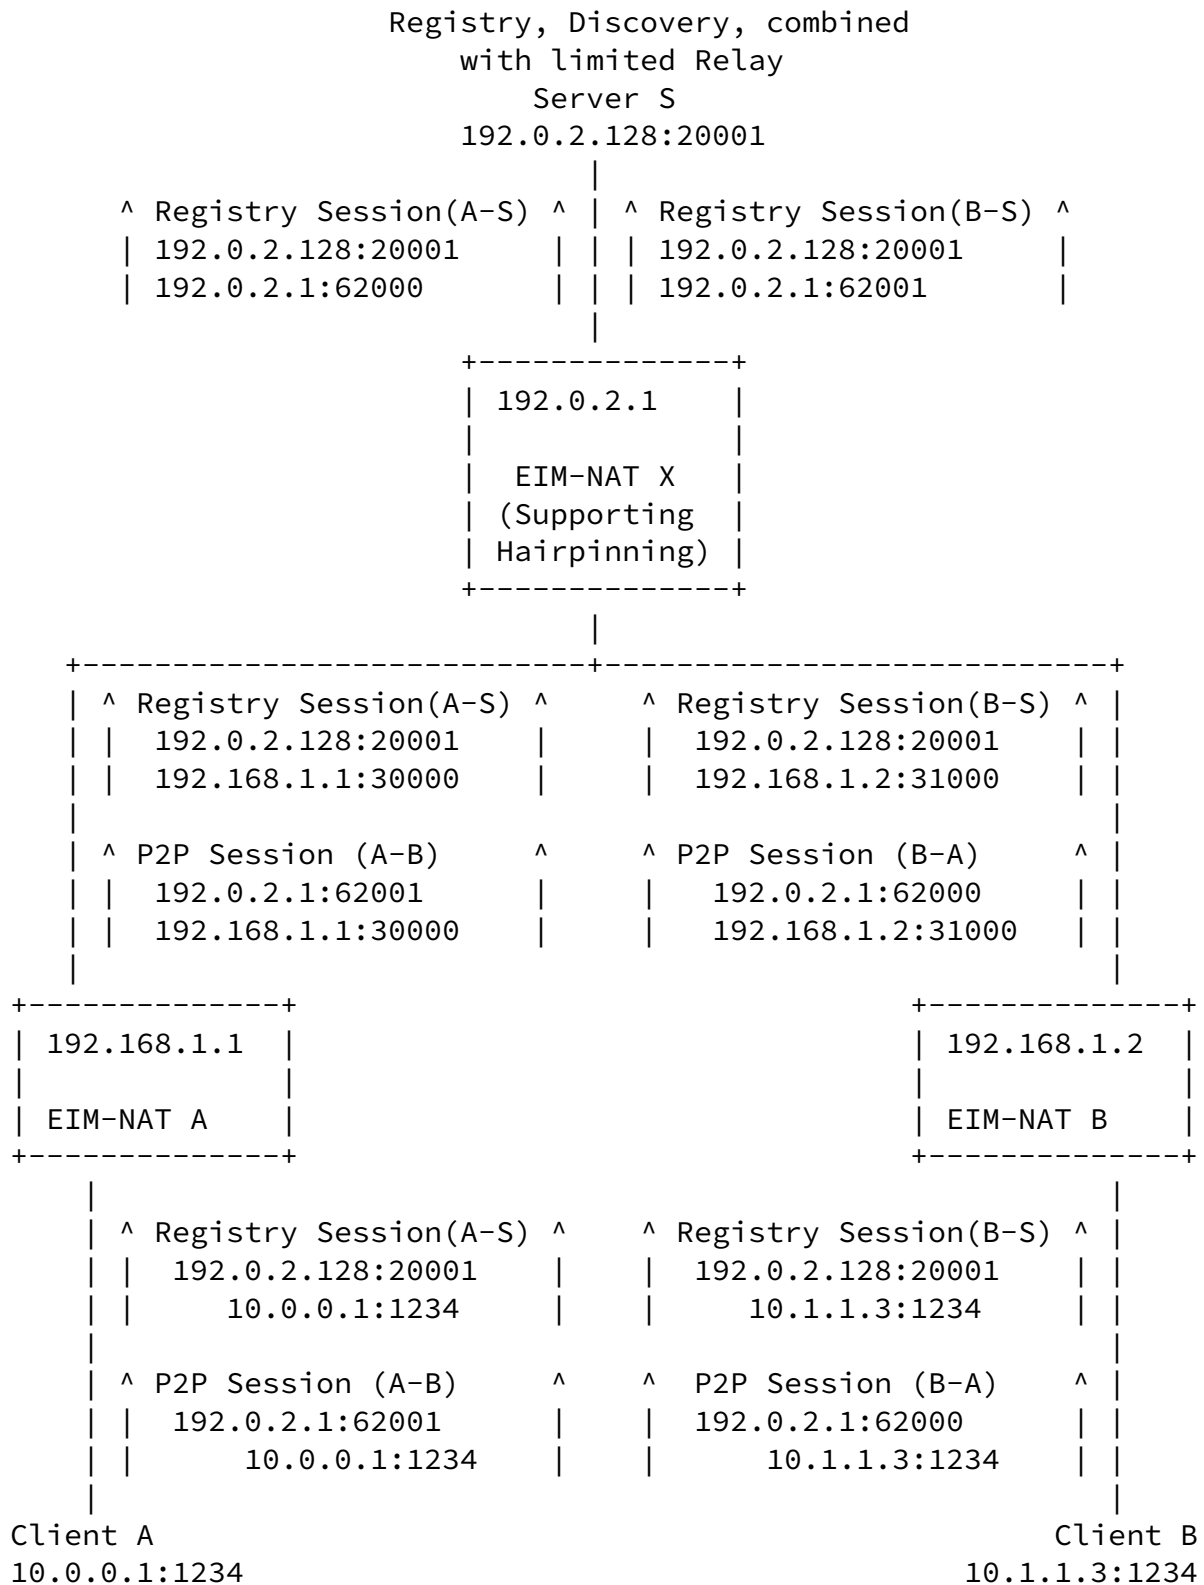 Registry, Discovery, combined
with limited Relay
Server S
192.0.2.128:20001
|
^ Registry Session(A-S) ^ | ^ Registry Session(B-S) ^
| 192.0.2.128:20001 | | | 192.0.2.128:20001 |
| 192.0.2.1:62000 | | | 192.0.2.1:62001 |
|
+--------------+
| 192.0.2.1 |
| |
| EIM-NAT X |
| (Supporting |
| Hairpinning) |
+--------------+
|
+----------------------------+----------------------------+
| ^ Registry Session(A-S) ^ ^ Registry Session(B-S) ^ |
| | 192.0.2.128:20001 | | 192.0.2.128:20001 | |
| | 192.168.1.1:30000 | | 192.168.1.2:31000 | |
| |
| ^ P2P Session (A-B) ^ ^ P2P Session (B-A) ^ |
| | 192.0.2.1:62001 | | 192.0.2.1:62000 | |
| | 192.168.1.1:30000 | | 192.168.1.2:31000 | |
| |
+--------------+ +--------------+
| 192.168.1.1 | | 192.168.1.2 |
| | | |
| EIM-NAT A | | EIM-NAT B |
+--------------+ +--------------+
| |
| ^ Registry Session(A-S) ^ ^ Registry Session(B-S) ^ |
| | 192.0.2.128:20001 | | 192.0.2.128:20001 | |
| | 10.0.0.1:1234 | | 10.1.1.3:1234 | |
| |
| ^ P2P Session (A-B) ^ ^ P2P Session (B-A) ^ |
| | 192.0.2.1:62001 | | 192.0.2.1:62000 | |
| | 10.0.0.1:1234 | | 10.1.1.3:1234 | |
| |
Client A Client B
10.0.0.1:1234 10.1.1.3:1234